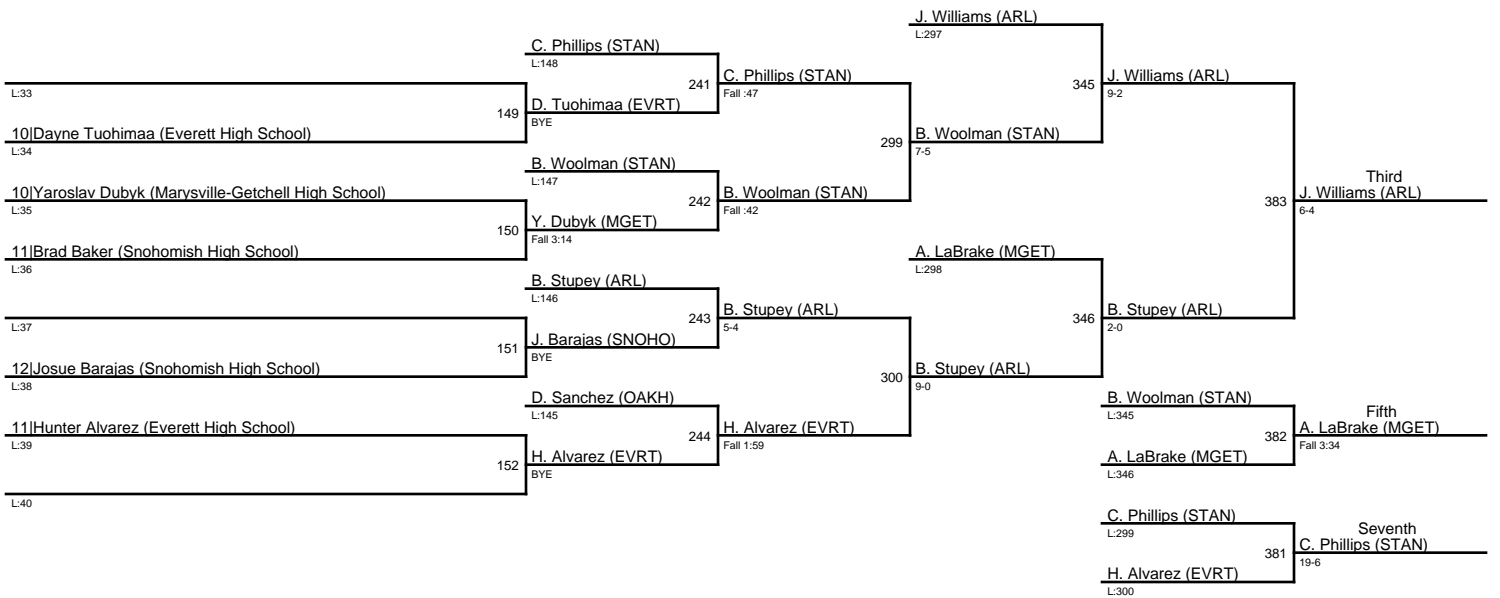 L:33
10|Dayne Tuohimaa (Everett High School)
L:34
10|Yaroslav Dubyk (Marysville-Getchell High School)
L:35
11|Brad Baker (Snohomish High School)
L:36
L:37
12|Josue Barajas (Snohomish High School)
L:38
11|Hunter Alvarez (Everett High School)
L:39
L:40
149
150
151
152
C. Phillips (STAN)
L:148
D. Tuohimaa (EVRT)
BYE
B. Woolman (STAN)
L:147
Y. Dubyk (MGET)
Fall 3:14
B. Stupey (ARL)
L:146
J. Barajas (SNOHO)
BYE
D. Sanchez (OAKH)
L:145
H. Alvarez (EVRT)
BYE
241
242
243
244
C. Phillips (STAN)
Fall :47
B. Woolman (STAN)
Fall :42
B. Stupey (ARL)
5-4
H. Alvarez (EVRT)
Fall 1:59
299
300
J. Williams (ARL)
L:297
B. Woolman (STAN)
7-5
A. LaBrake (MGET)
L:298
B. Stupey (ARL)
9-0
345
346
J. Williams (ARL)
9-2
B. Stupey (ARL)
2-0
383
Third
J. Williams (ARL)
6-4
B. Woolman (STAN)
L:345
A. LaBrake (MGET)
L:346
382
Fifth
A. LaBrake (MGET)
Fall 3:34
C. Phillips (STAN)
L:299
H. Alvarez (EVRT)
L:300
381
Seventh
C. Phillips (STAN)
19-6